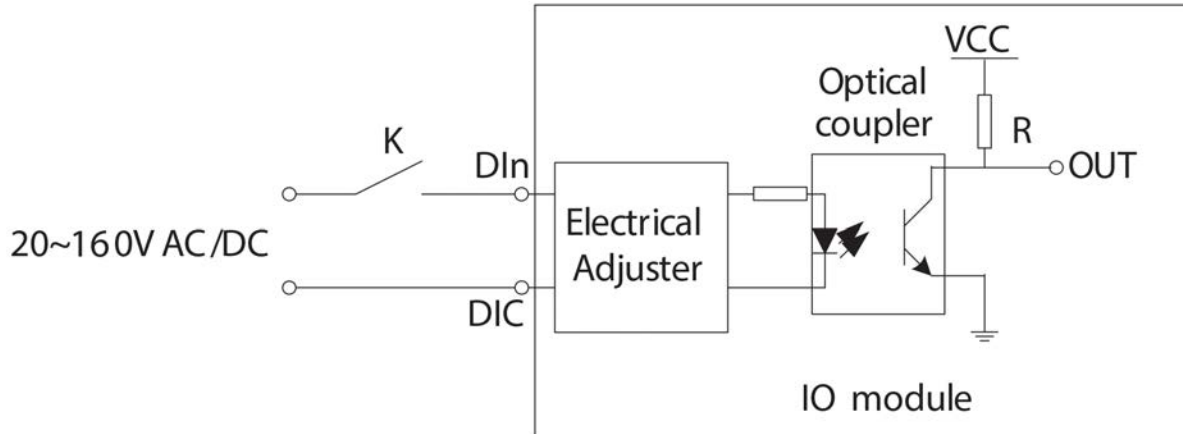 VCC
Optical
coupler
R
K
DIn
OUT
20~160V AC/DC
Electrical
Adjuster
DIC
IO module